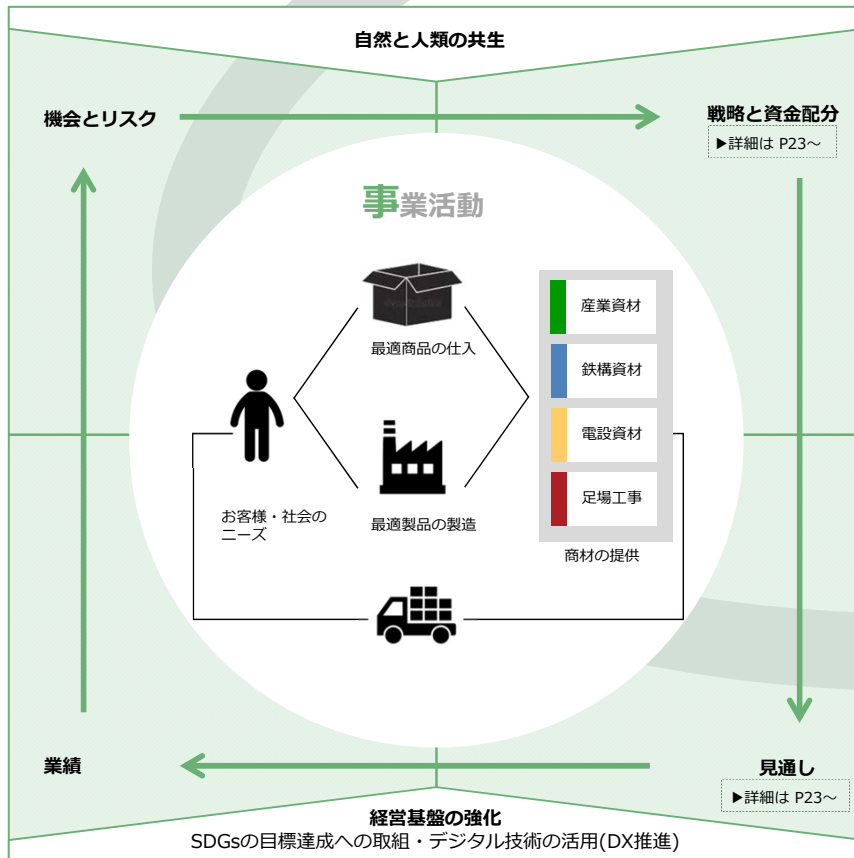 自然と人類の共生
機会とリスク
戦略と資金配分
▶詳細は P23～
事業活動
最適商品の仕入
産業資材
鉄構資材
電設資材
足場工事
お客様・社会の
ニーズ
最適製品の製造
商材の提供
業績
見通し
▶詳細は P23～
経営基盤の強化
SDGsの目標達成への取組・デジタル技術の活用(DX推進)